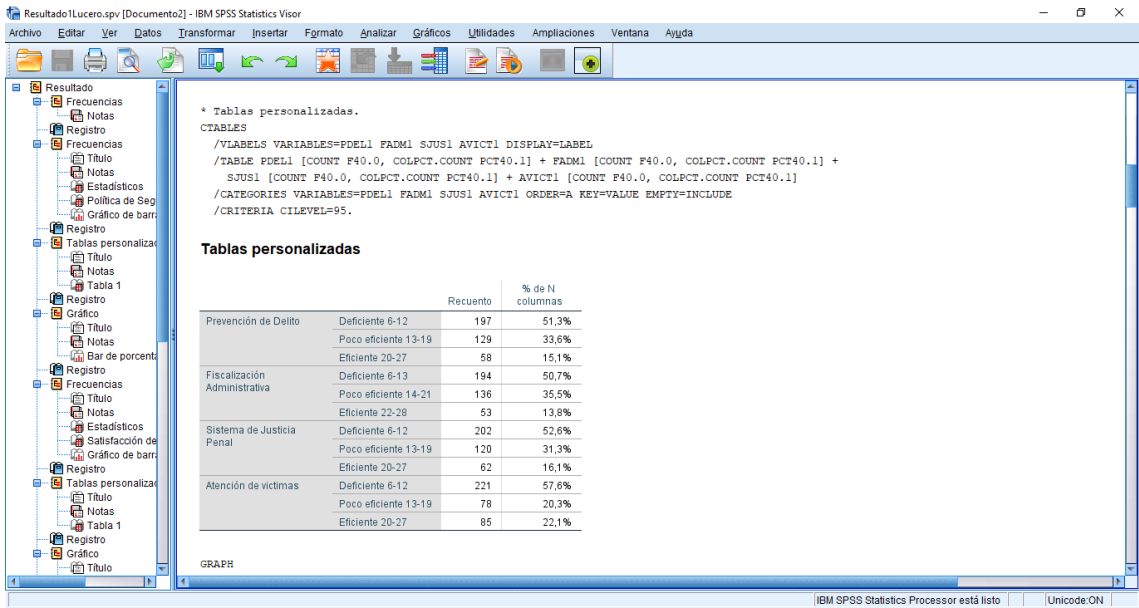 Resultado1Lucero.spv [Documento2] - IBM SPSS Statistics Visor
Archivo Editar Ver Datos Transformar Insertar Formato Analizar Gráficos Utilidades Ampliaciones Ventana Ayuda
Resultado
Frecuencias
Notas
Registro
Frecuencias
Título
Notas
Estadísticos
Política de Seg
Gráfico de barr
Registro
Tablas personalizad
Título
Notas
Tabla 1
Registro
Gráfico
Título
Notas
Bar de porcenta
Registro
Frecuencias
Título
Notas
Estadísticos
Satisfacción de
Gráfico de barr
Registro
Tablas personalizad
Título
Notas
Tabla 1
Registro
Gráfico
Título
* Tablas personalizadas.
CTABLES
/VLABELS VARIABLES=PDEL1 FADM1 SJUS1 AVICT1 DISPLAY=LABEL
/TABLE PDEL1 [COUNT F40.0, COLPCT.COUNT PCT40.1] + FADM1 [COUNT F40.0, COLPCT.COUNT PCT40.1] +
SJUS1 [COUNT F40.0, COLPCT.COUNT PCT40.1] + AVICT1 [COUNT F40.0, COLPCT.COUNT PCT40.1]
/CATEGORIES VARIABLES=PDEL1 FADM1 SJUS1 AVICT1 ORDER=A KEY=VALUE EMPTY=INCLUDE
/CRITERIA CILEVEL=95.
Tablas personalizadas
Recuento % de N columnas
Prevención de Delito Deficiente 6-12 197 51,3%
Poco eficiente 13-19 129 33,6%
Eficiente 20-27 58 15,1%
Fiscalización Administrativa Deficiente 6-13 194 50,7%
Poco eficiente 14-21 136 35,5%
Eficiente 22-28 53 13,8%
Sistema de Justicia Penal Deficiente 6-12 202 52,6%
Poco eficiente 13-19 120 31,3%
Eficiente 20-27 62 16,1%
Atención de victimas Deficiente 6-12 221 57,6%
Poco eficiente 13-19 78 20,3%
Eficiente 20-27 85 22,1%
GRAPH
IBM SPSS Statistics Processor está listo Unicode:ON